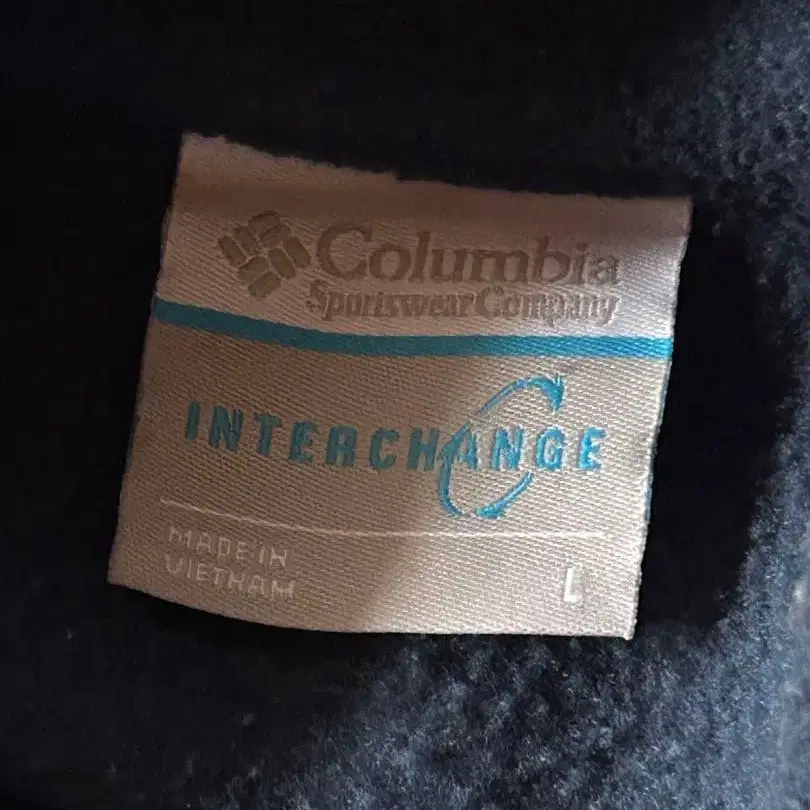 Columbia
Sportswear Company
INTERCHANGE
MADE IN
VIETNAM
L